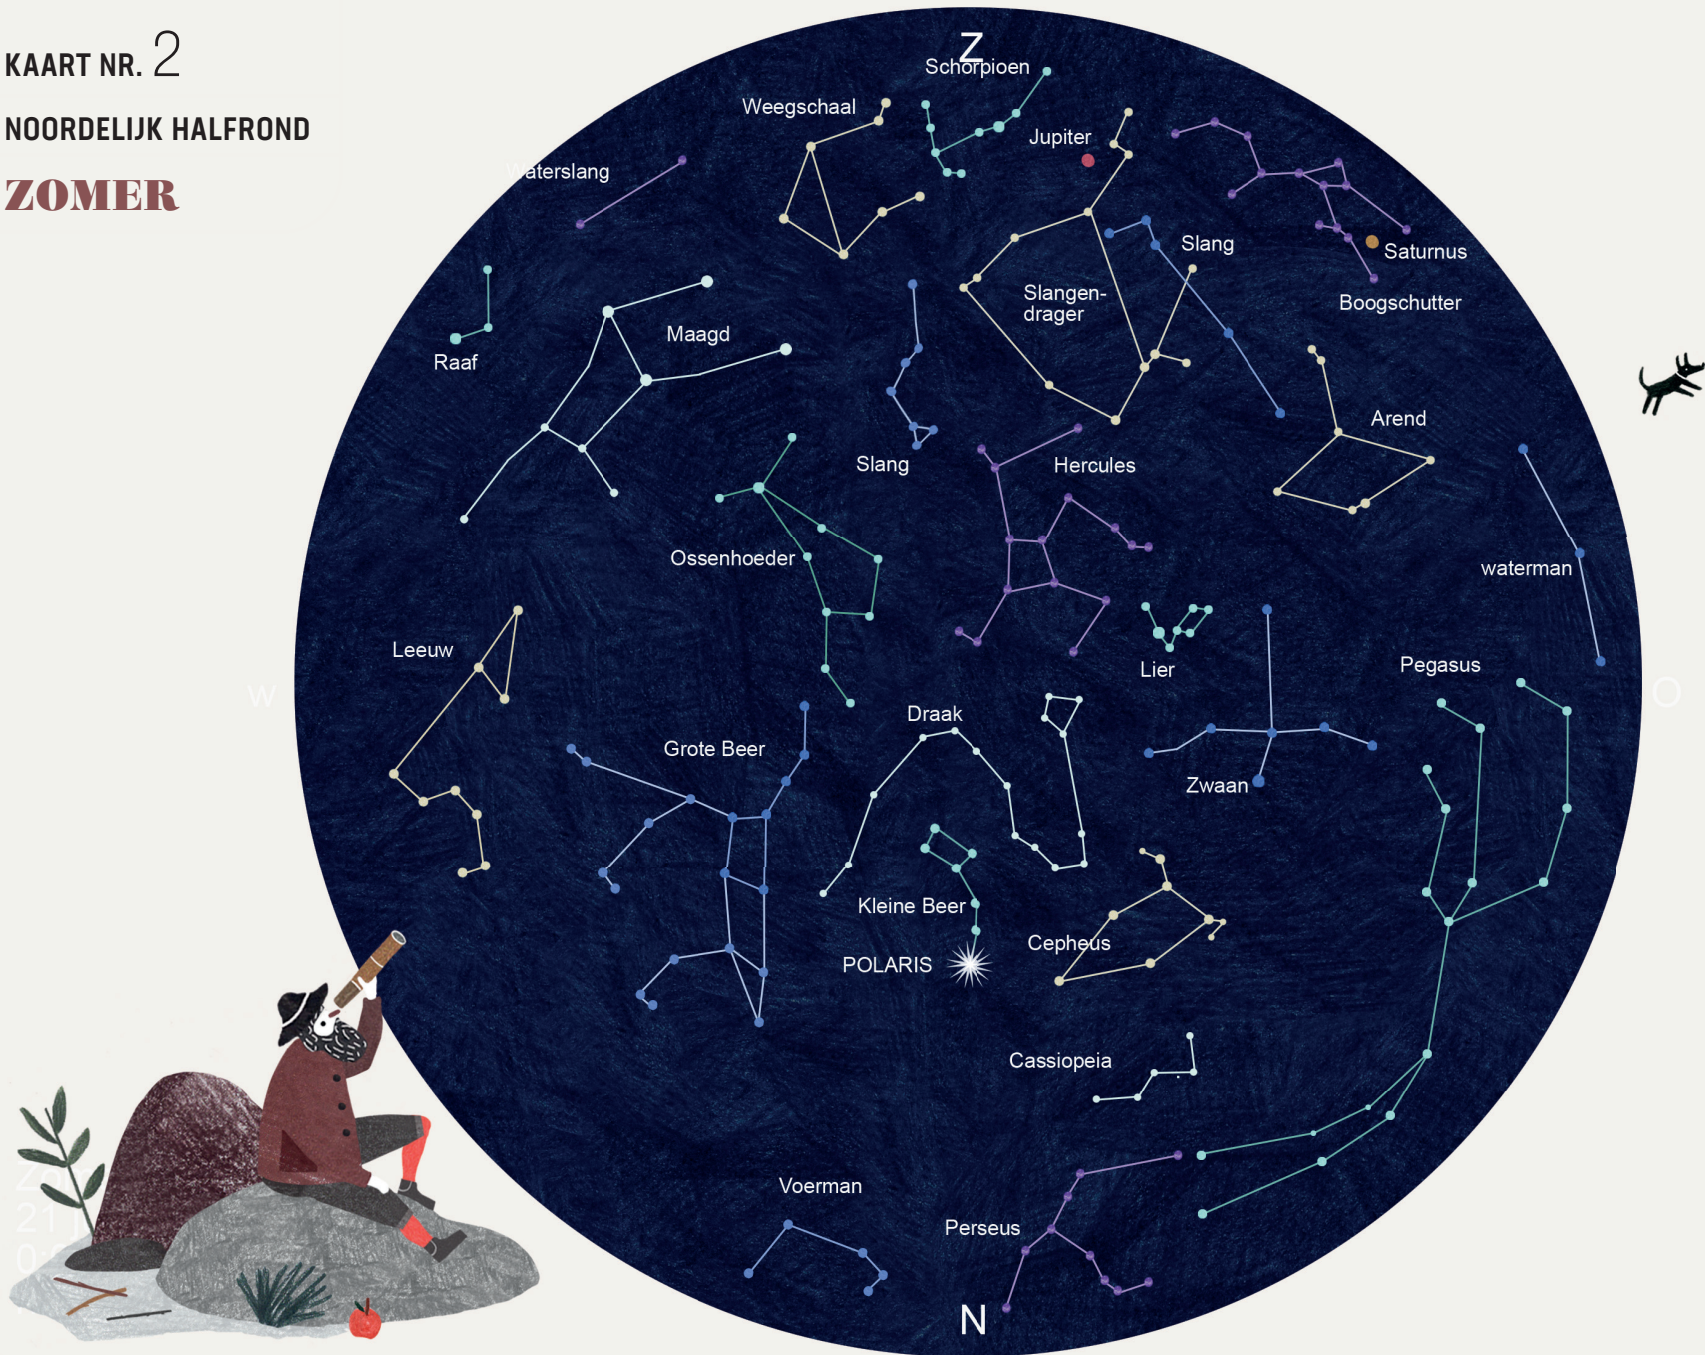 KAART NR. 2
NOORDELIJK HALFROND
ZOMER
Z
Schorpioen
Weegschaal
Jupiter
Waterslang
Slang
Saturnus
Slangen-
drager
Boogschutter
Maagd
Raaf
Arend
Slang
Hercules
Ossenhoeder
waterman
Leeuw
Lier
Pegasus
W
O
Draak
Grote Beer
Zwaan
Kleine Beer
Cepheus
POLARIS
Cassiopeia
Voerman
Perseus
N